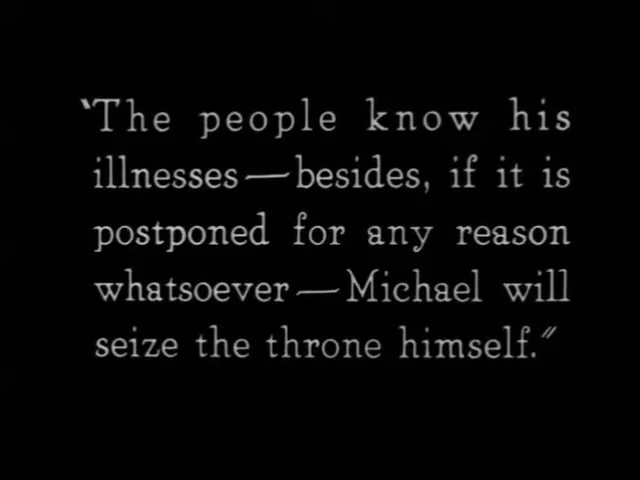 "The people know his
illnesses—besides, if it is
postponed for any reason
whatsoever—Michael will
seize the throne himself."